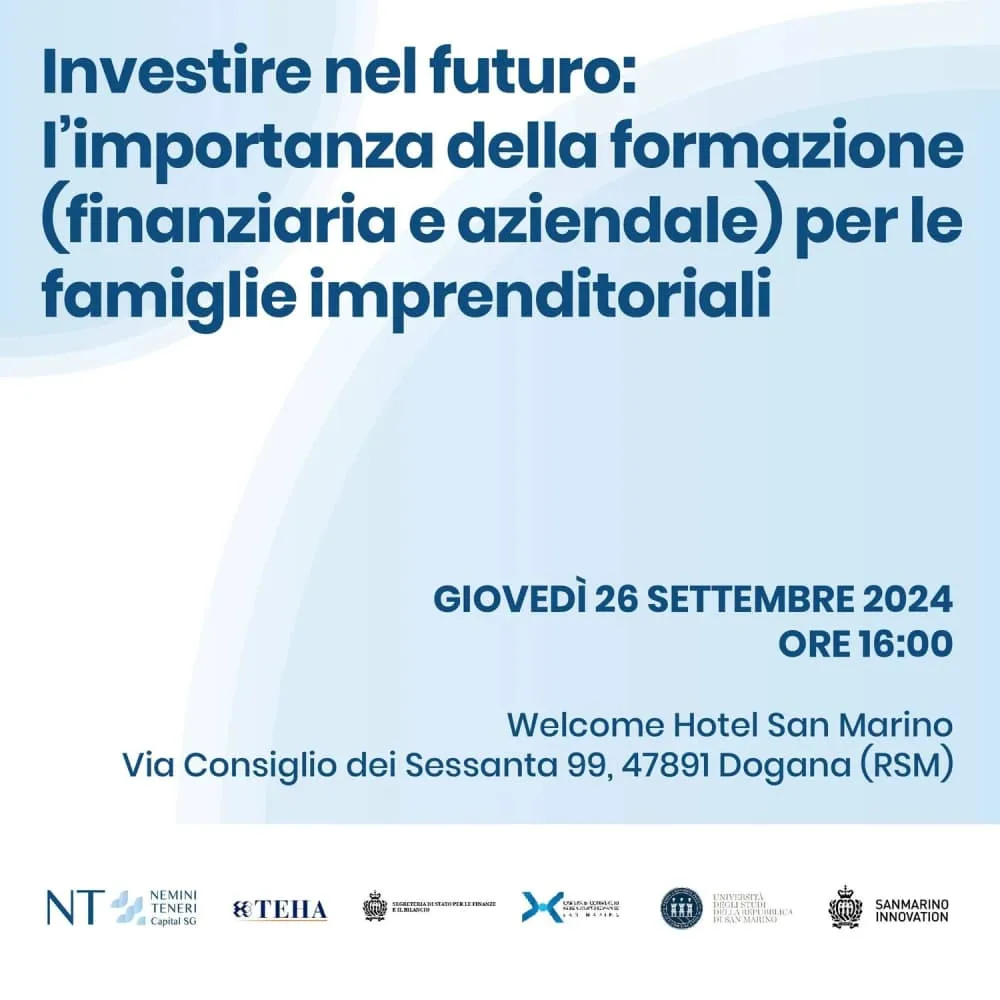 Investire nel futuro:
l’importanza della formazione
(finanziaria e aziendale) per le
famiglie imprenditoriali
GIOVEDÌ 26 SETTEMBRE 2024
ORE 16:00
Welcome Hotel San Marino
Via Consiglio dei Sessanta 99, 47891 Dogana (RSM)
NT
NEMINI
TENERI
Capital SG
TEHA
SEGRETERIA DI STATO PER LE FINANZE
E IL BILANCIO
SAN MARINO
UNIVERSITÀ
DEGLI STUDI
DELLA REPUBBLICA
DI SAN MARINO
SANMARINO
INNOVATION